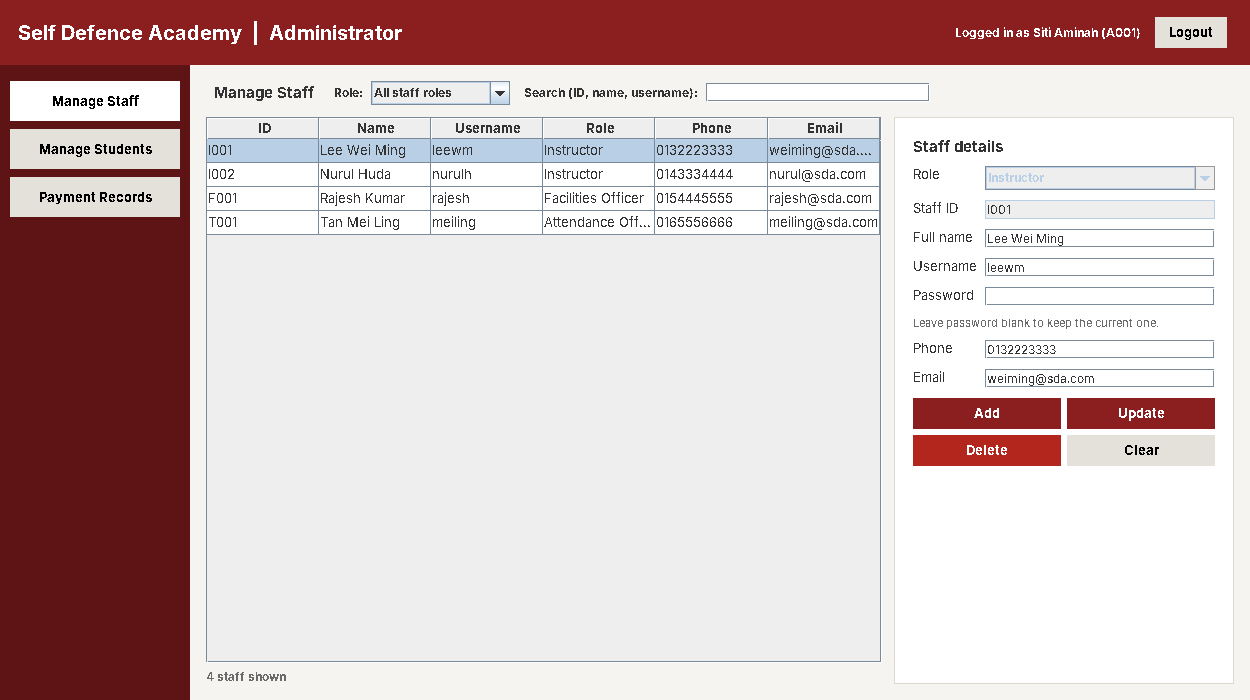 Self Defence Academy | Administrator
Logged in as Siti Aminah (A001)
Logout
Manage Staff
Manage Students
Payment Records
Manage Staff
Role: All staff roles
Search (ID, name, username):
ID Name Username Role Phone Email
I001 Lee Wei Ming leewm Instructor 0132223333 weiming@sda....
I002 Nurul Huda nurulh Instructor 0143334444 nurul@sda.com
F001 Rajesh Kumar rajesh Facilities Officer 0154445555 rajesh@sda.com
T001 Tan Mei Ling meiling Attendance Off... 0165556666 meiling@sda.com
4 staff shown
Staff details
Role Instructor
Staff ID I001
Full name Lee Wei Ming
Username leewm
Password
Leave password blank to keep the current one.
Phone 0132223333
Email weiming@sda.com
Add Update
Delete Clear